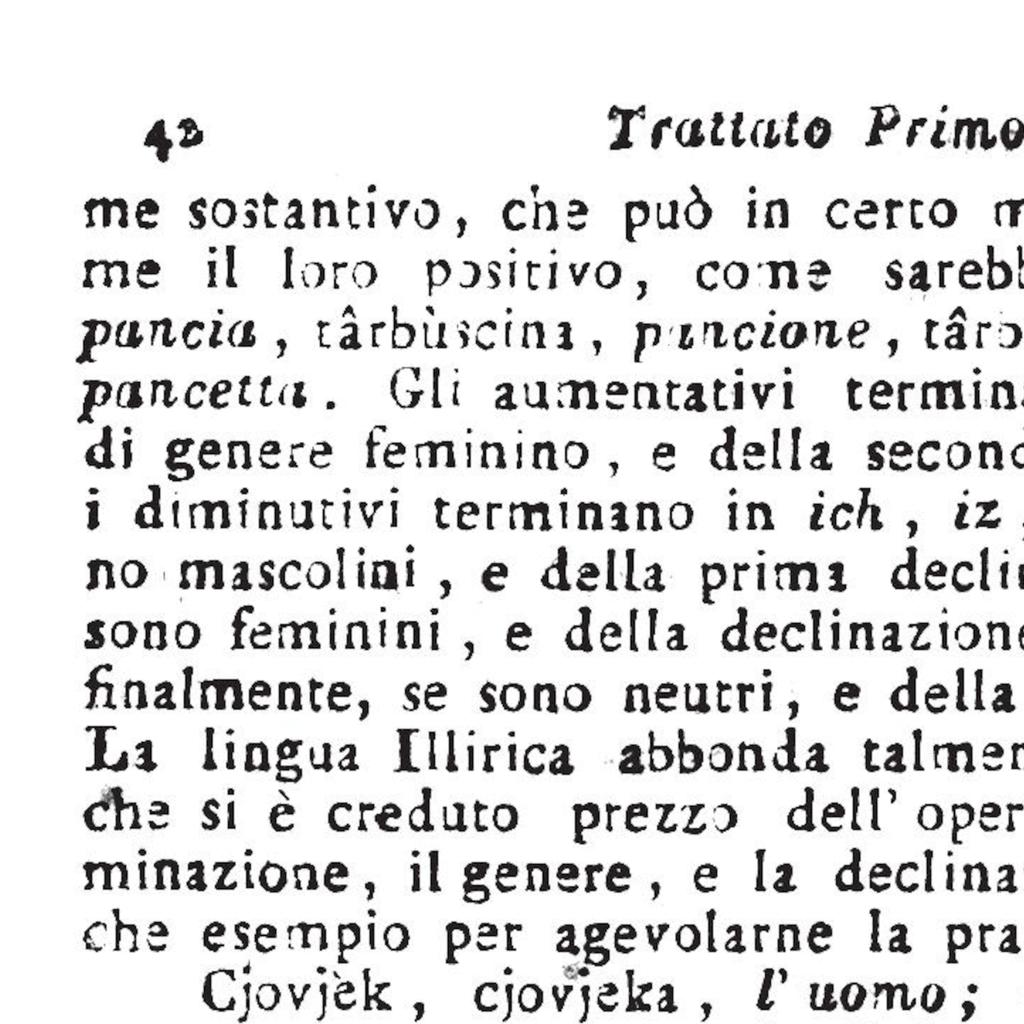 42 Trattato Primo
me sostantivo, che può in certo
me il loro positivo, come sarebb
pancia, târbùscina, pancione, târb
pancetta. Gli aumentativi termina
di genere feminino, e della second
i diminutivi terminano in ich, iz,
no mascolini, e della prima declin
sono feminini, e della declinazione
finalmente, se sono neutri, e della
La lingua Illirica abbonda talmen
che si è creduto prezzo dell'oper
minazione, il genere, e la declina
che esempio per agevolarne la pra
Cjovjèk, cjovjeka, l'uomo;